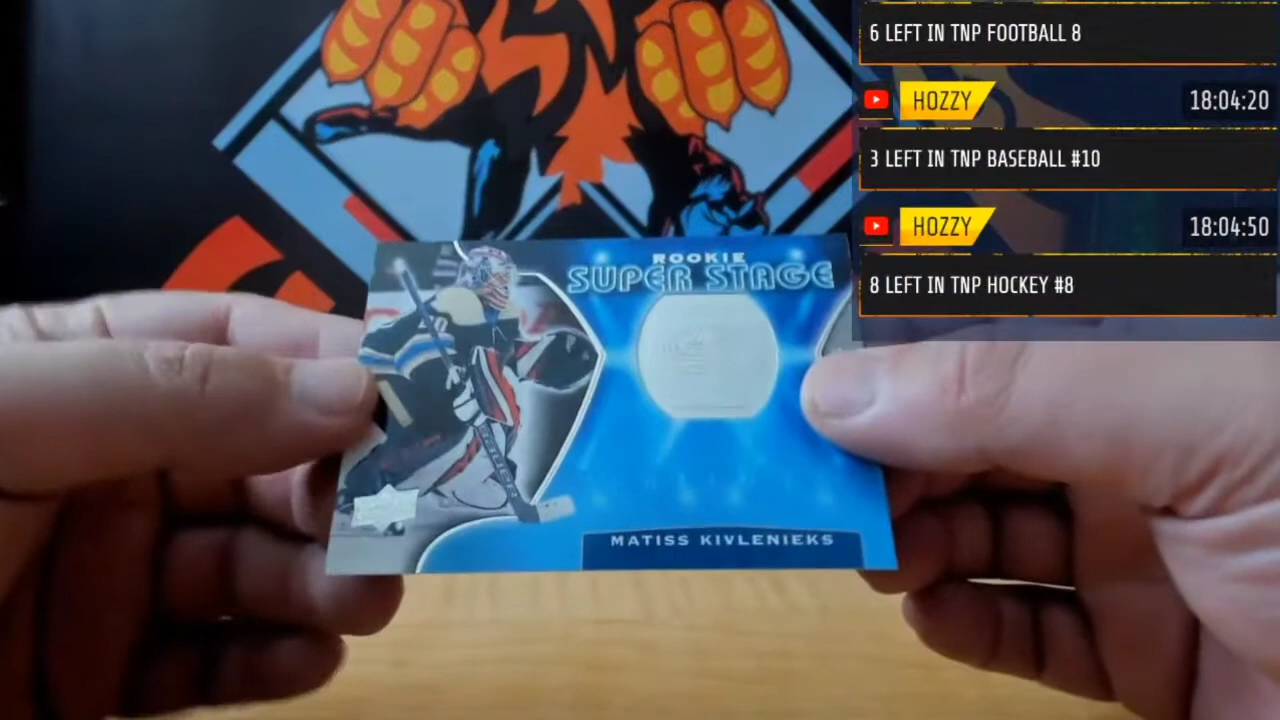 6 LEFT IN TNP FOOTBALL 8
HOZZY 18:04:20
3 LEFT IN TNP BASEBALL #10
HOZZY 18:04:50
8 LEFT IN TNP HOCKEY #8
ROOKIE
SUPER STAGE
MATISS KIVLENIEKS